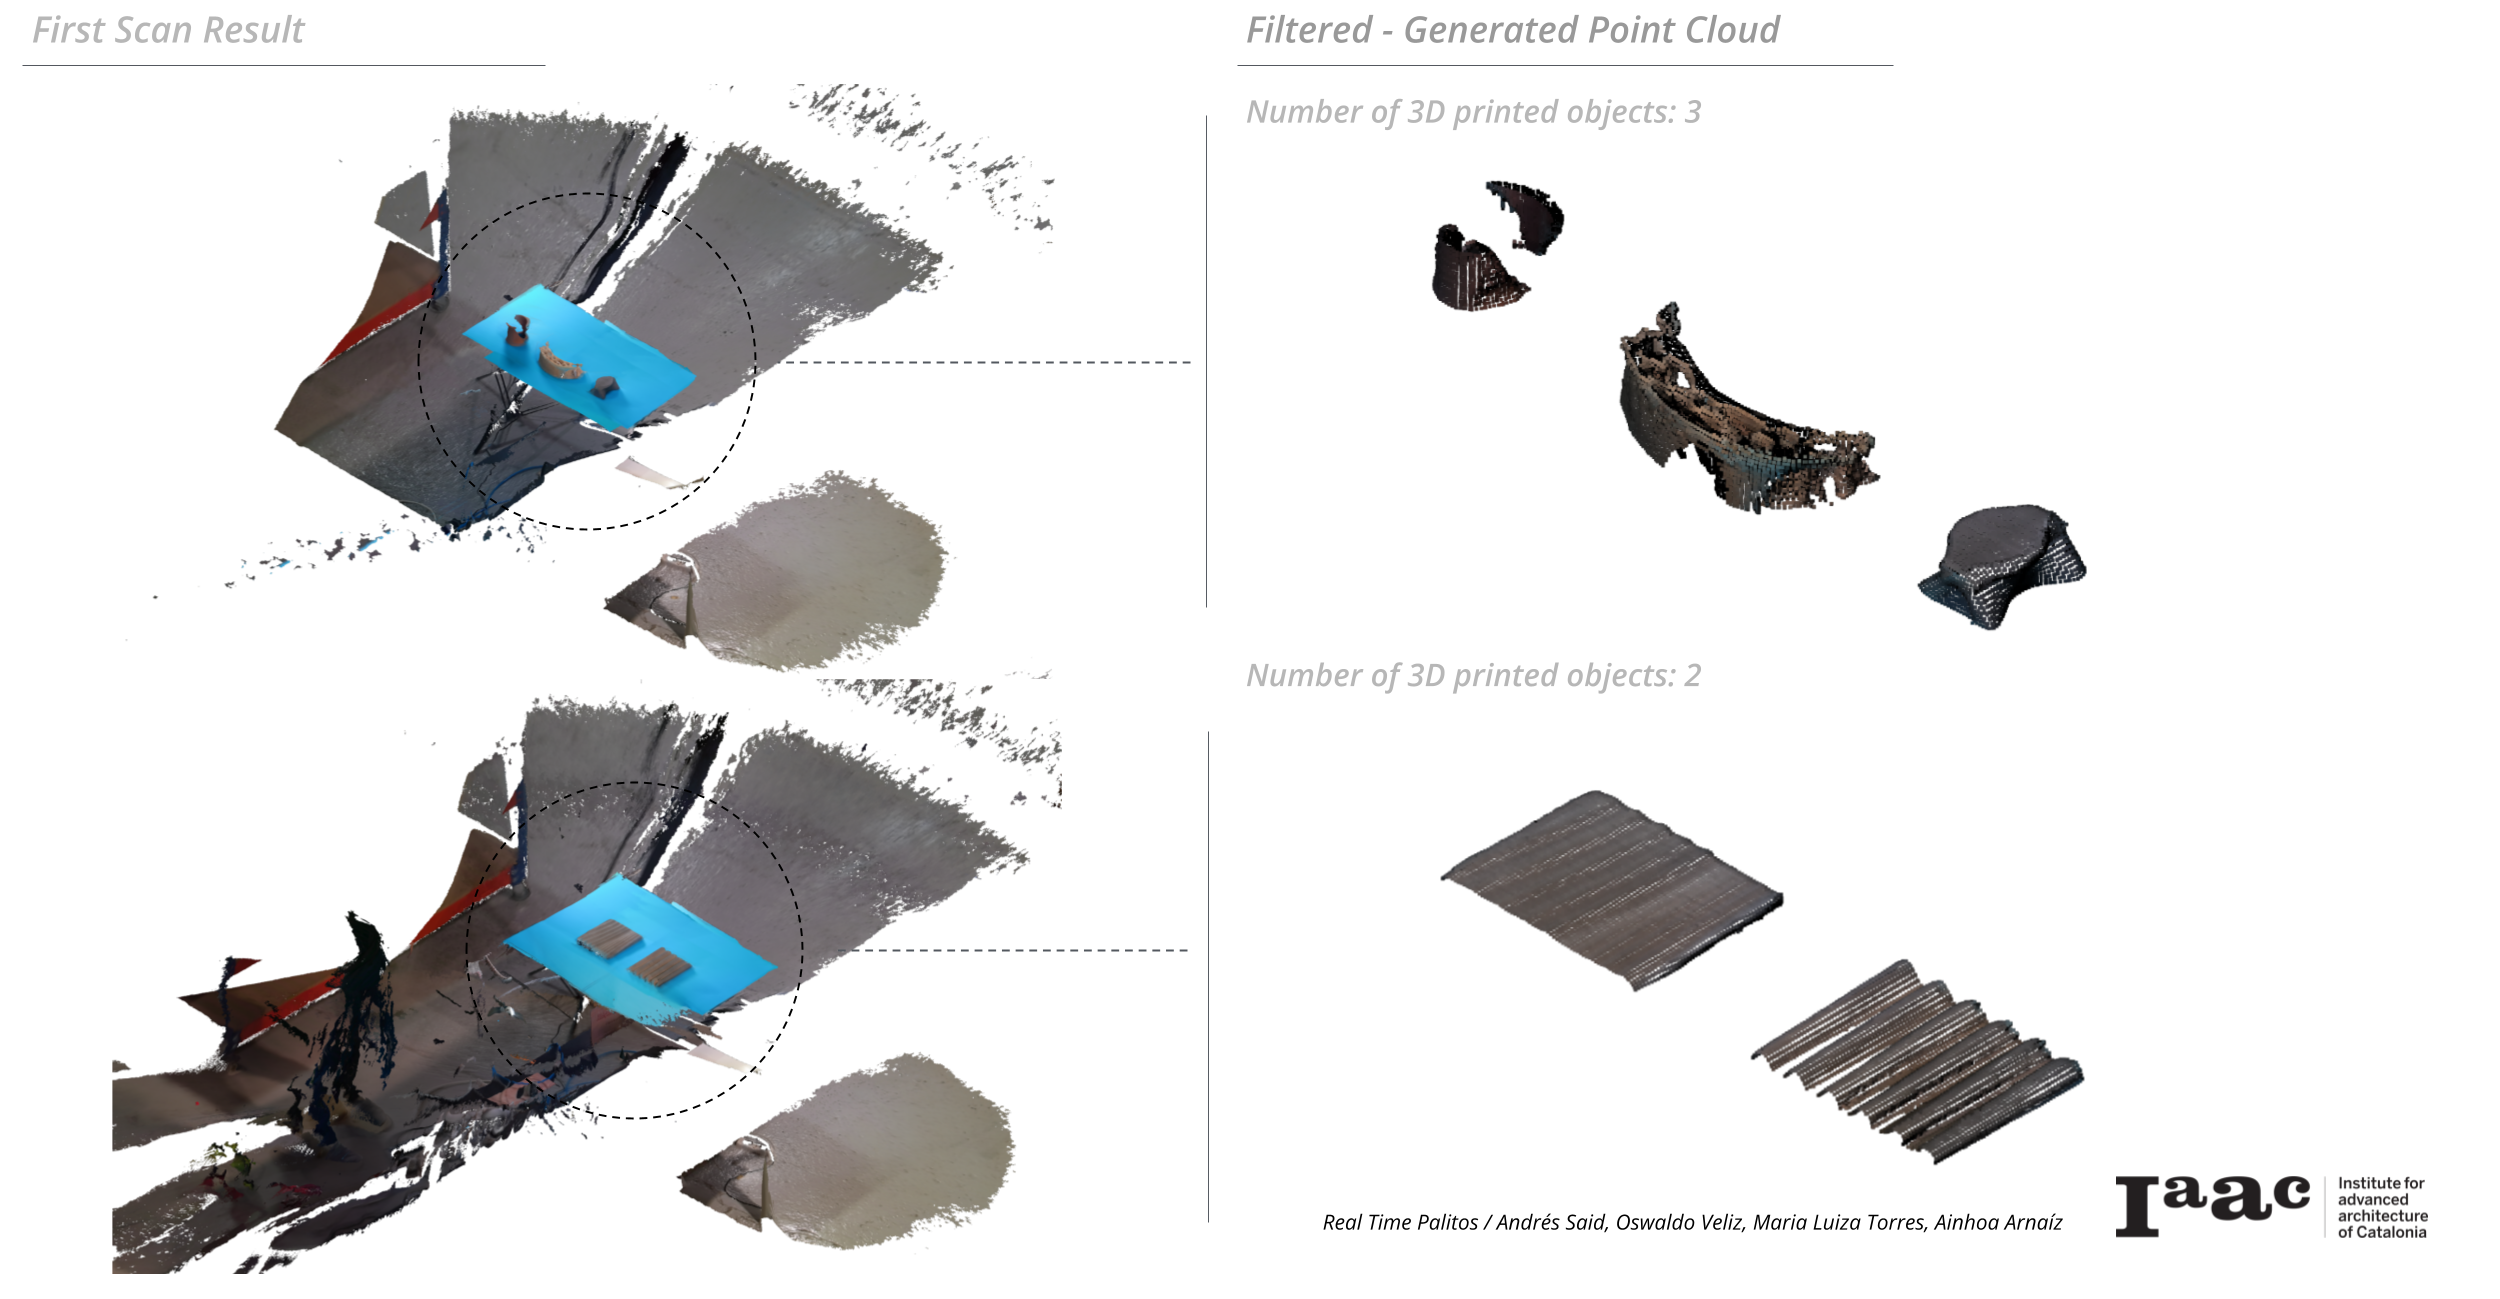 First Scan Result
Filtered - Generated Point Cloud
Number of 3D printed objects: 3
Number of 3D printed objects: 2
Real Time Palitos / Andrés Said, Oswaldo Veliz, Maria Luiza Torres, Ainhoa Arnaíz
Iaac
Institute for
advanced
architecture
of Catalonia